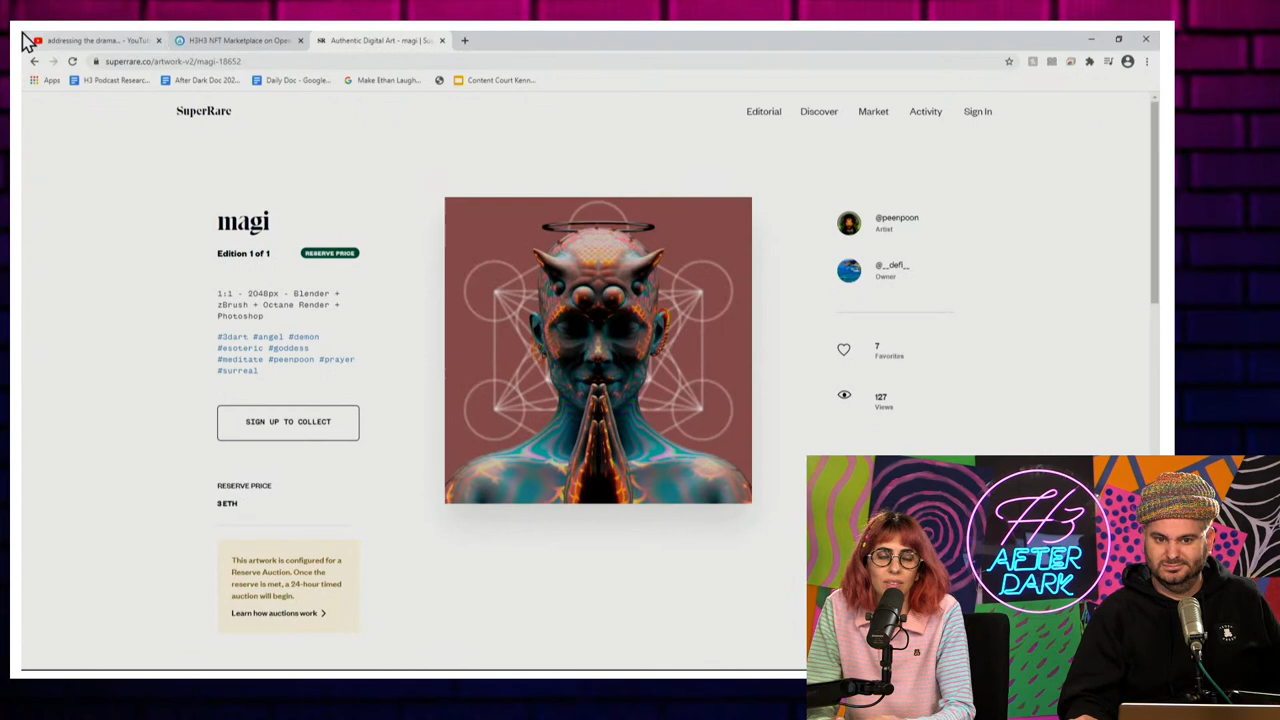 addressing the drama... - YouTu
H3H3 NFT Marketplace on Open
Authentic Digital Art - magi | Su
superrare.co/artwork-v2/magi-18652
Apps
H3 Podcast Researc...
After Dark Doc 202...
Daily Doc - Google...
Make Ethan Laugh...
Content Court Kenn...
SuperRare
Editorial
Discover
Market
Activity
Sign In
magi
Edition 1 of 1
RESERVE PRICE
1:1 - 2048px - Blender +
zBrush + Octane Render +
Photoshop
#3dart #angel #demon
#esoteric #goddess
#meditate #peenpoon #prayer
#surreal
SIGN UP TO COLLECT
RESERVE PRICE
3 ETH
This artwork is configured for a
Reserve Auction. Once the
reserve is met, a 24-hour timed
auction will begin.
Learn how auctions work
@peenpoon
Artist
@__defi__
Owner
7
Favorites
127
Views
H3
AFTER
DARK